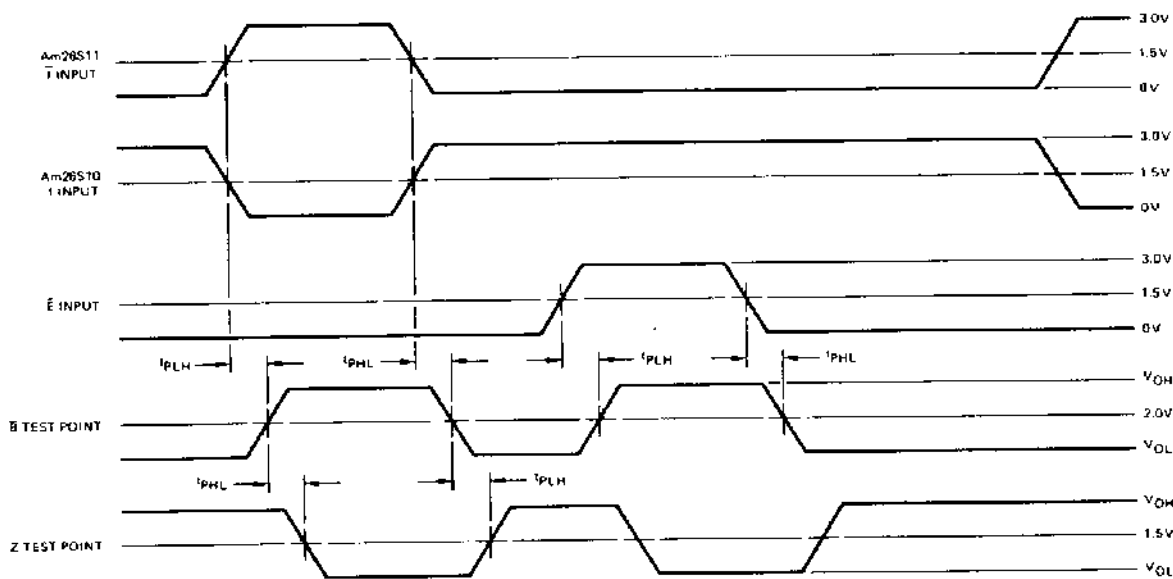 3.0V
Am26S11
Ī INPUT
1.5V
0V
3.0V
Am26S10
I INPUT
1.5V
0V
3.0V
Ē INPUT
1.5V
0V
tPLH
tPHL
tPLH
tPHL
VOH
B̄ TEST POINT
2.0V
VOL
tPHL
tPLH
VOH
Z TEST POINT
1.5V
VOL